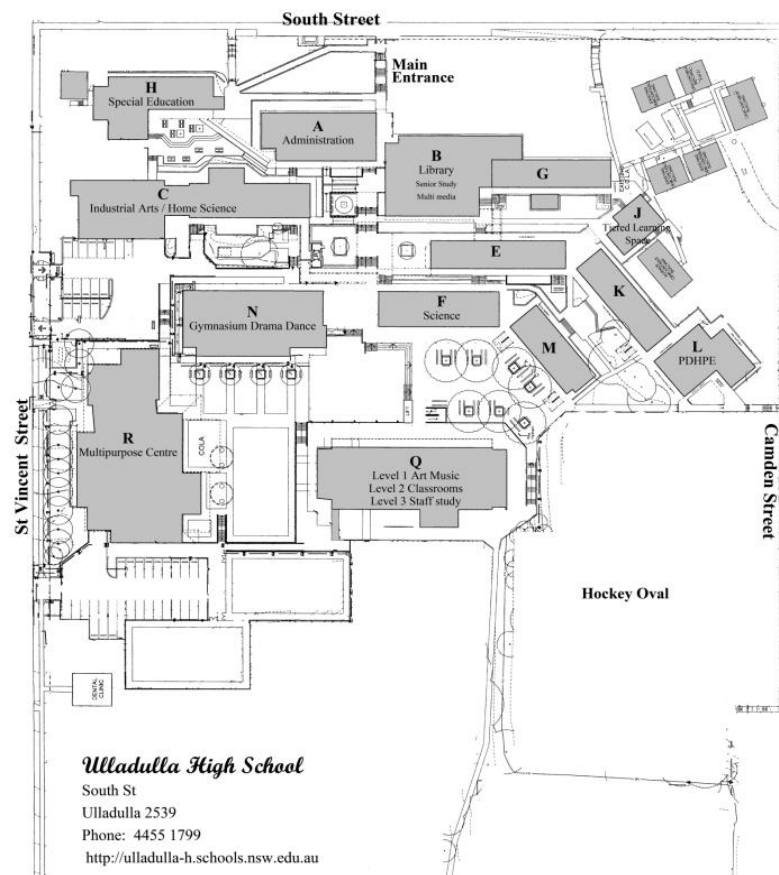 South Street
Main
Entrance
H
Special Education
A
Administration
B
Library
Senior Study
Multi media
G
C
Industrial Arts / Home Science
J
Tiered Learning
Space
E
K
N
Gymnasium Drama Dance
F
Science
M
L
PDHPE
R
Multipurpose Centre
COLA
Q
Level 1 Art Music
Level 2 Classrooms
Level 3 Staff study
St Vincent Street
Camden Street
Hockey Oval
DENTAL
CLINIC
Ulladulla High School
South St
Ulladulla 2539
Phone: 4455 1799
http://ulladulla-h.schools.nsw.edu.au